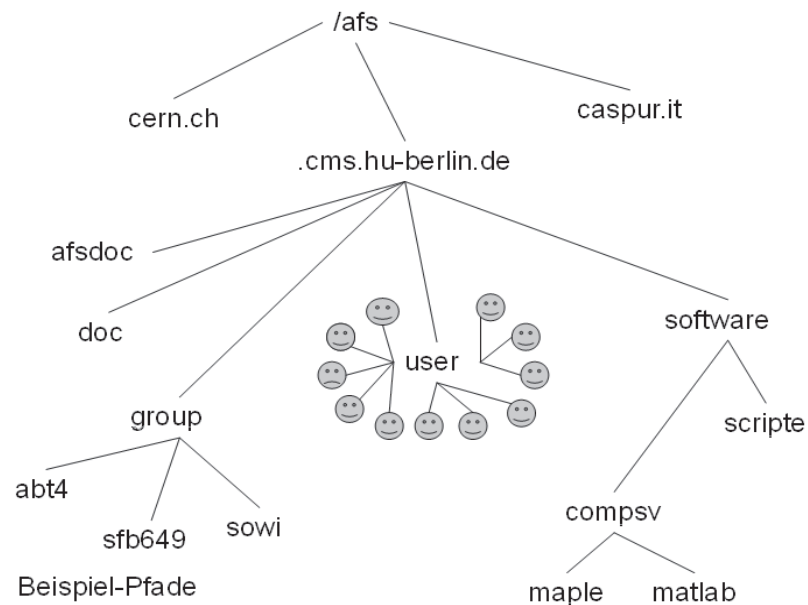 /afs
cern.ch
caspur.it
.cms.hu-berlin.de
afsdoc
doc
software
user
group
scripte
abt4
sfb649
sowi
compsv
Beispiel-Pfade
maple
matlab